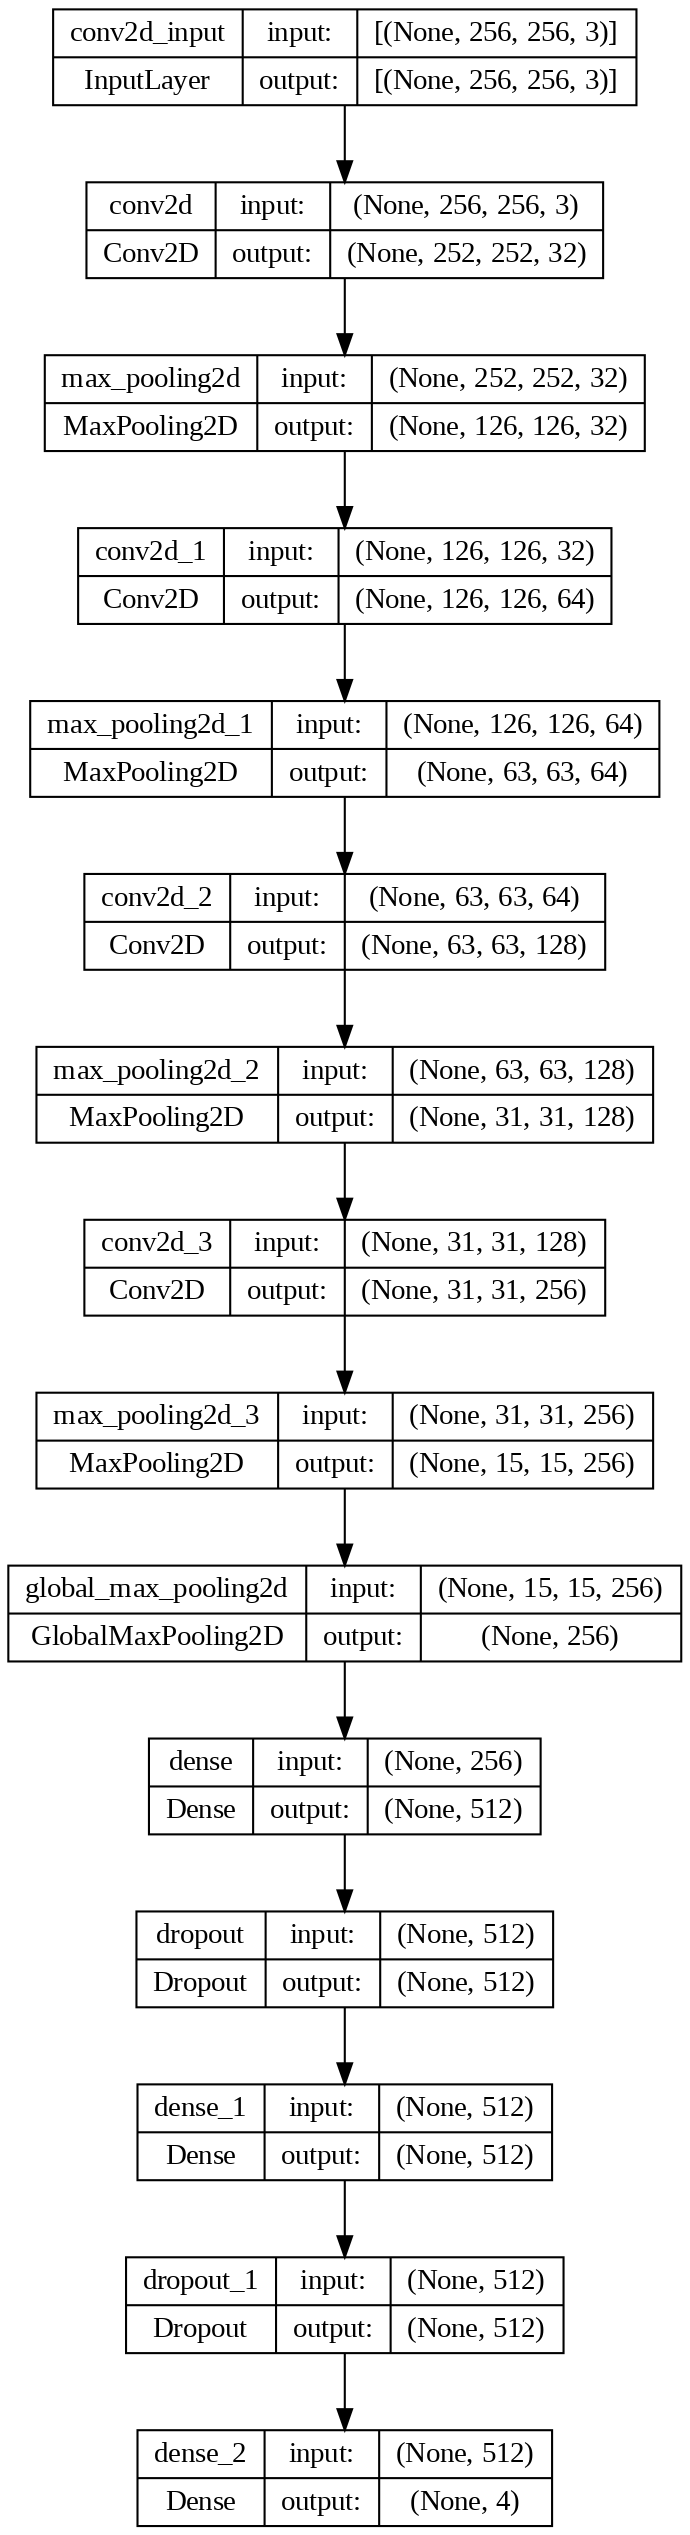 conv2d_input input: [(None, 256, 256, 3)]
InputLayer output: [(None, 256, 256, 3)]
conv2d input: (None, 256, 256, 3)
Conv2D output: (None, 252, 252, 32)
max_pooling2d input: (None, 252, 252, 32)
MaxPooling2D output: (None, 126, 126, 32)
conv2d_1 input: (None, 126, 126, 32)
Conv2D output: (None, 126, 126, 64)
max_pooling2d_1 input: (None, 126, 126, 64)
MaxPooling2D output: (None, 63, 63, 64)
conv2d_2 input: (None, 63, 63, 64)
Conv2D output: (None, 63, 63, 128)
max_pooling2d_2 input: (None, 63, 63, 128)
MaxPooling2D output: (None, 31, 31, 128)
conv2d_3 input: (None, 31, 31, 128)
Conv2D output: (None, 31, 31, 256)
max_pooling2d_3 input: (None, 31, 31, 256)
MaxPooling2D output: (None, 15, 15, 256)
global_max_pooling2d input: (None, 15, 15, 256)
GlobalMaxPooling2D output: (None, 256)
dense input: (None, 256)
Dense output: (None, 512)
dropout input: (None, 512)
Dropout output: (None, 512)
dense_1 input: (None, 512)
Dense output: (None, 512)
dropout_1 input: (None, 512)
Dropout output: (None, 512)
dense_2 input: (None, 512)
Dense output: (None, 4)